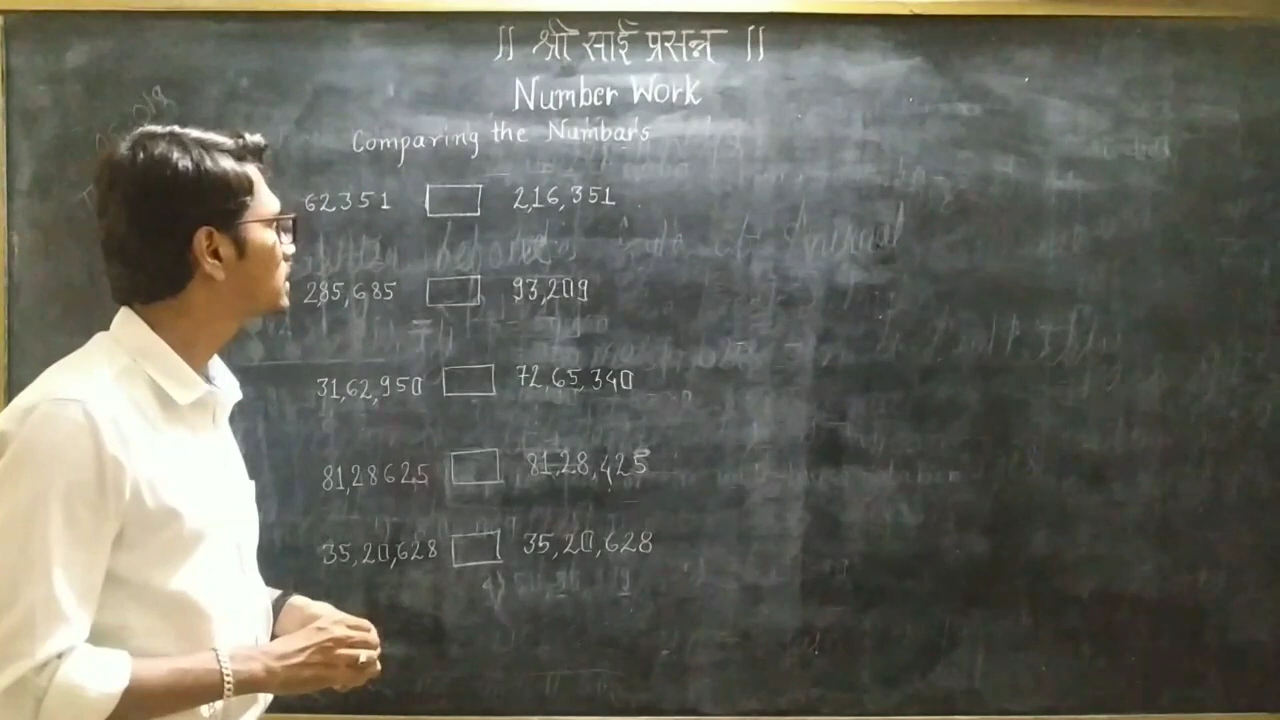 ॥ श्री साई प्रसन्न ॥
Number Work
Comparing the Numbars
62351 2,16,351
285,685 93,209
31,62,950 72,65,340
81,28625 81,28,425
35,20,628 35,20,628